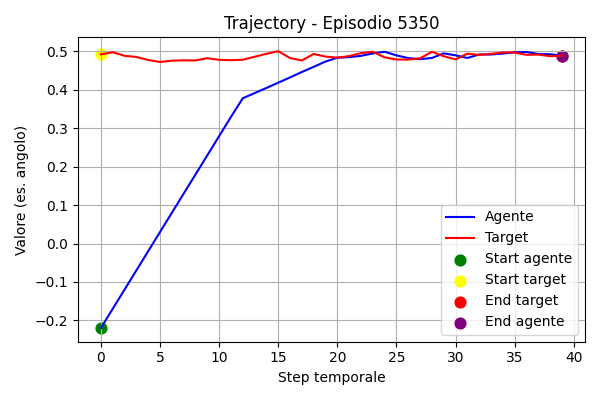 Trajectory - Episodio 5350
Valore (es. angolo)
0.5
0.4
0.3
0.2
0.1
0.0
−0.1
−0.2
Agente
Target
Start agente
Start target
End target
End agente
0 5 10 15 20 25 30 35 40
Step temporale